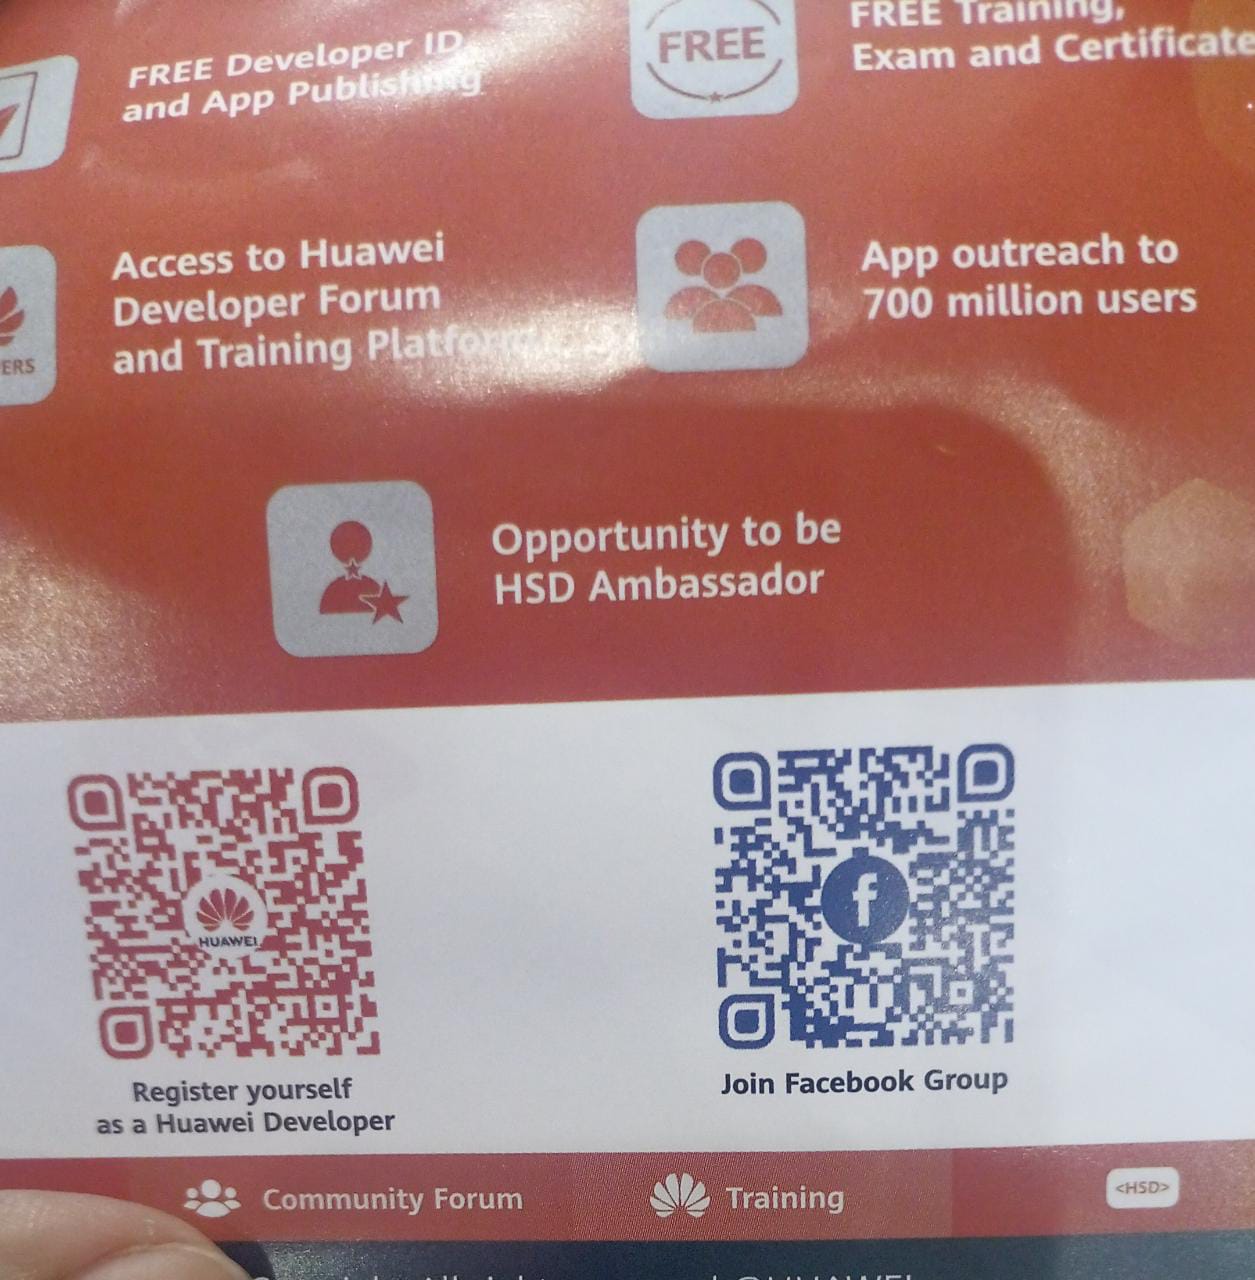 FREE Developer ID
and App Publishing
FREE
FREE Training,
Exam and Certificate
ERS
Access to Huawei
Developer Forum
and Training Platform
App outreach to
700 million users
Opportunity to be
HSD Ambassador
HUAWEI
f
Register yourself
as a Huawei Developer
Join Facebook Group
Community Forum
Training
<HSD>